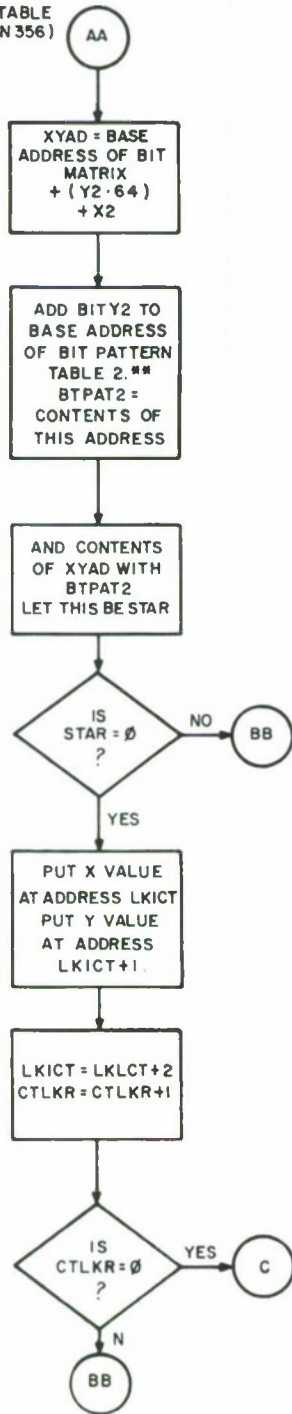 TABLE
N 356)
AA
XYAD = BASE
ADDRESS OF BIT
MATRIX
+ (Y2·64)
+ X2
ADD BITY2 TO
BASE ADDRESS
OF BIT PATTERN
TABLE 2.**
BTPAT2 =
CONTENTS OF
THIS ADDRESS
AND CONTENTS
OF XYAD WITH
BTPAT2
LET THIS BE STAR
IS
STAR = Ø
?
NO
BB
YES
PUT X VALUE
AT ADDRESS LKICT
PUT Y VALUE
AT ADDRESS
LKICT+1.
LKICT = LKLCT+2
CTLKR = CTLKR+1
IS
CTLKR = Ø
?
YES
C
N
BB